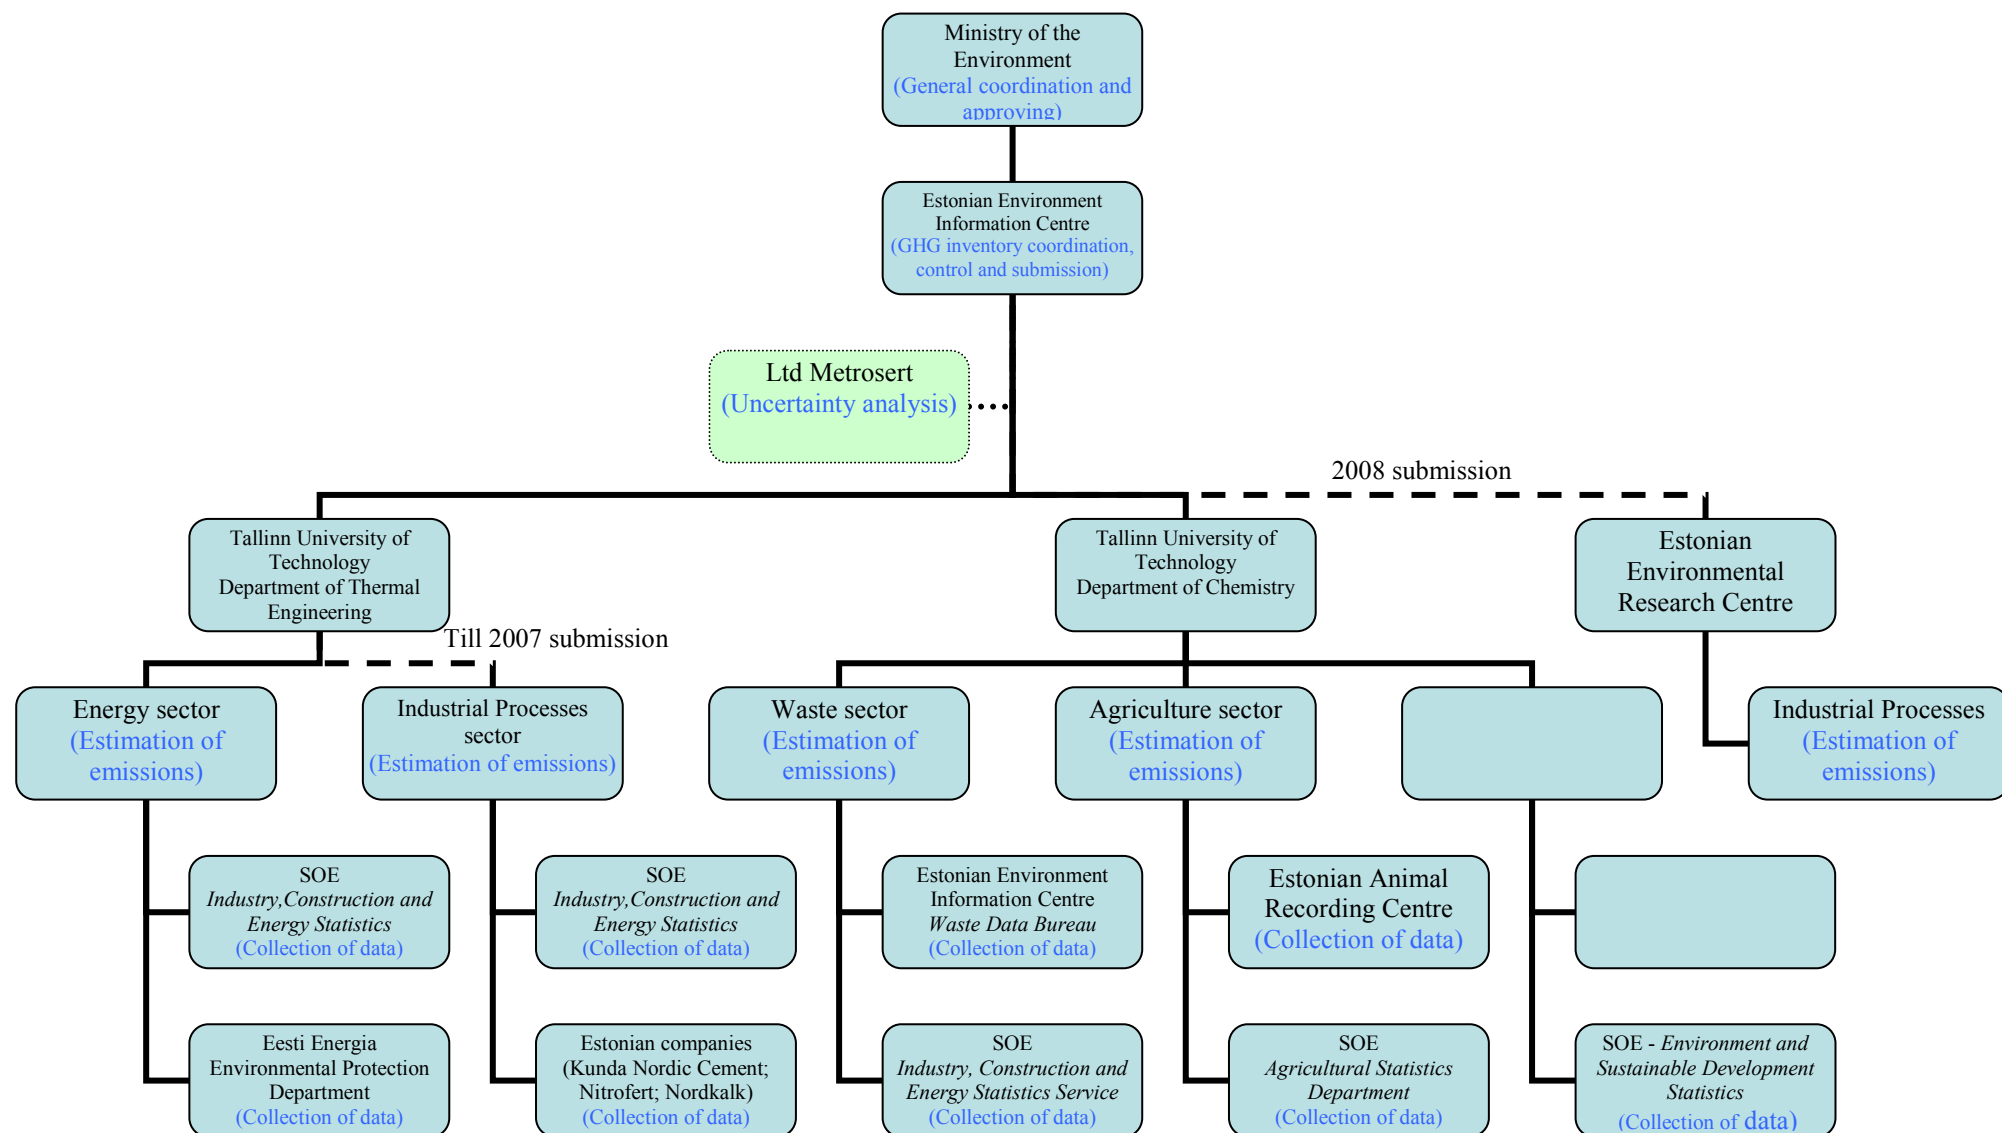 Ministry of the
Environment
(General coordination and
approving)
Estonian Environment
Information Centre
(GHG inventory coordination,
control and submission)
Ltd Metrosert
(Uncertainty analysis)
2008 submission
Tallinn University of
Technology
Department of Thermal
Engineering
Tallinn University of
Technology
Department of Chemistry
Estonian
Environmental
Research Centre
Till 2007 submission
Energy sector
(Estimation of
emissions)
Industrial Processes
sector
(Estimation of emissions)
Waste sector
(Estimation of
emissions)
Agriculture sector
(Estimation of
emissions)
Industrial Processes
(Estimation of
emissions)
SOE
Industry,Construction and
Energy Statistics
(Collection of data)
SOE
Industry,Construction and
Energy Statistics
(Collection of data)
Estonian Environment
Information Centre
Waste Data Bureau
(Collection of data)
Estonian Animal
Recording Centre
(Collection of data)
Eesti Energia
Environmental Protection
Department
(Collection of data)
Estonian companies
(Kunda Nordic Cement;
Nitrofert; Nordkalk)
(Collection of data)
SOE
Industry, Construction and
Energy Statistics Service
(Collection of data)
SOE
Agricultural Statistics
Department
(Collection of data)
SOE - Environment and
Sustainable Development
Statistics
(Collection of data)